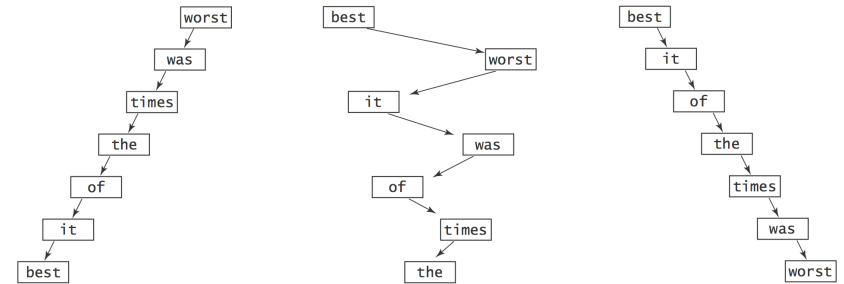 worst
was
times
the
of
it
best
best
worst
it
was
of
times
the
best
it
of
the
times
was
worst